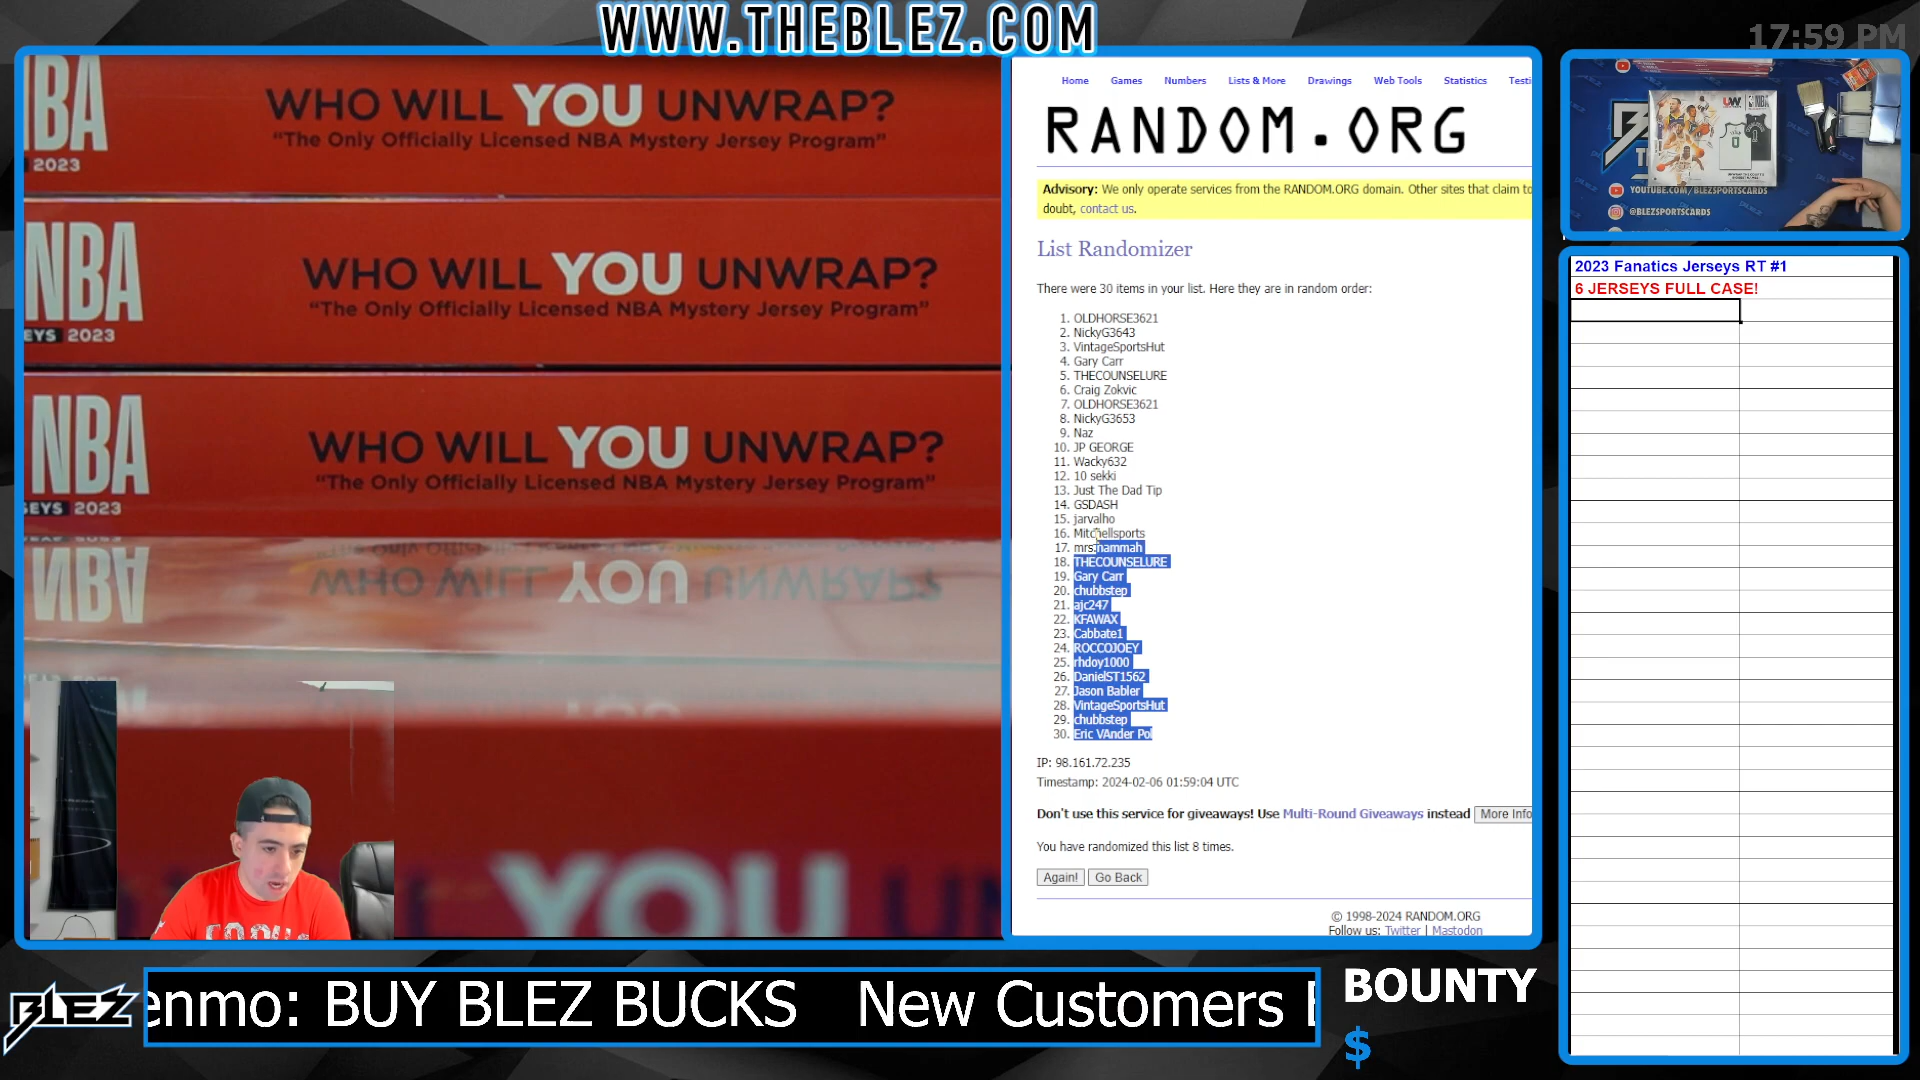 WWW.THEBLEZ.COM
17:59 PM
BA
2023
WHO WILL YOU UNWRAP?
“The Only Officially Licensed NBA Mystery Jersey Program”
NBA
EYS 2023
WHO WILL YOU UNWRAP?
“The Only Officially Licensed NBA Mystery Jersey Program”
NBA
SEYS 2023
WHO WILL YOU UNWRAP?
“The Only Officially Licensed NBA Mystery Jersey Program”
YOU
Home Games Numbers Lists & More Drawings Web Tools Statistics Testi
RANDOM.ORG
Advisory: We only operate services from the RANDOM.ORG domain. Other sites that claim to
doubt, contact us.
List Randomizer
There were 30 items in your list. Here they are in random order:
1. OLDHORSE3621
2. NickyG3643
3. VintageSportsHut
4. Gary Carr
5. THECOUNSELURE
6. Craig Zokvic
7. OLDHORSE3621
8. NickyG3653
9. Naz
10. JP GEORGE
11. Wacky632
12. 10 sekki
13. Just The Dad Tip
14. GSDASH
15. jarvalho
16. Mitchellsports
17. mrs.hammah
18. THECOUNSELURE
19. Gary Carr
20. chubbstep
21. ajc247
22. KFAWAX
23. Cabbate1
24. ROCCOJOEY
25. rhdoy1000
26. DanielST1562
27. Jason Babler
28. VintageSportsHut
29. chubbstep
30. Eric VAnder Pol
IP: 98.161.72.235
Timestamp: 2024-02-06 01:59:04 UTC
Don't use this service for giveaways! Use Multi-Round Giveaways instead More Info
You have randomized this list 8 times.
Again! Go Back
© 1998-2024 RANDOM.ORG
Follow us: Twitter | Mastodon
NBA
YOUTUBE.COM/BLEZSPORTSCARDS
@BLEZSPORTSCARDS
2023 Fanatics Jerseys RT #1
6 JERSEYS FULL CASE!
BLEZ
enmo: BUY BLEZ BUCKS New Customers
BOUNTY
$